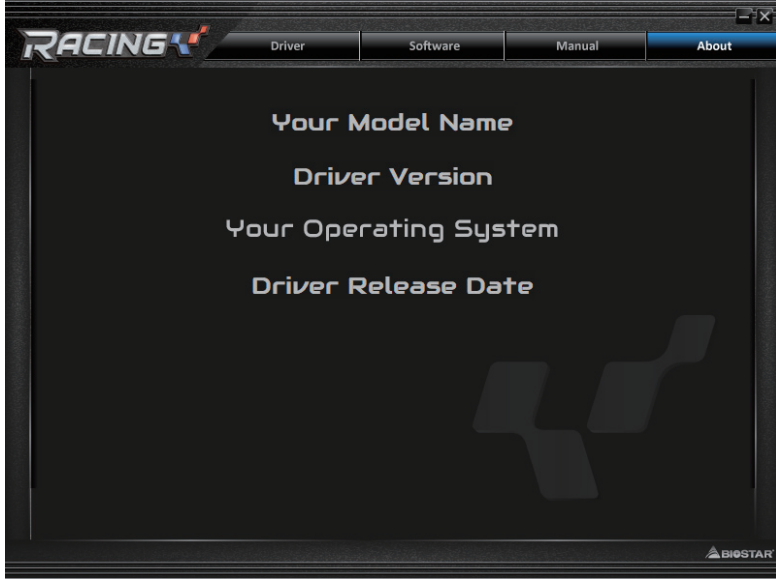 RACING
Driver
Software
Manual
About
Your Model Name
Driver Version
Your Operating System
Driver Release Date
BIOSTAR